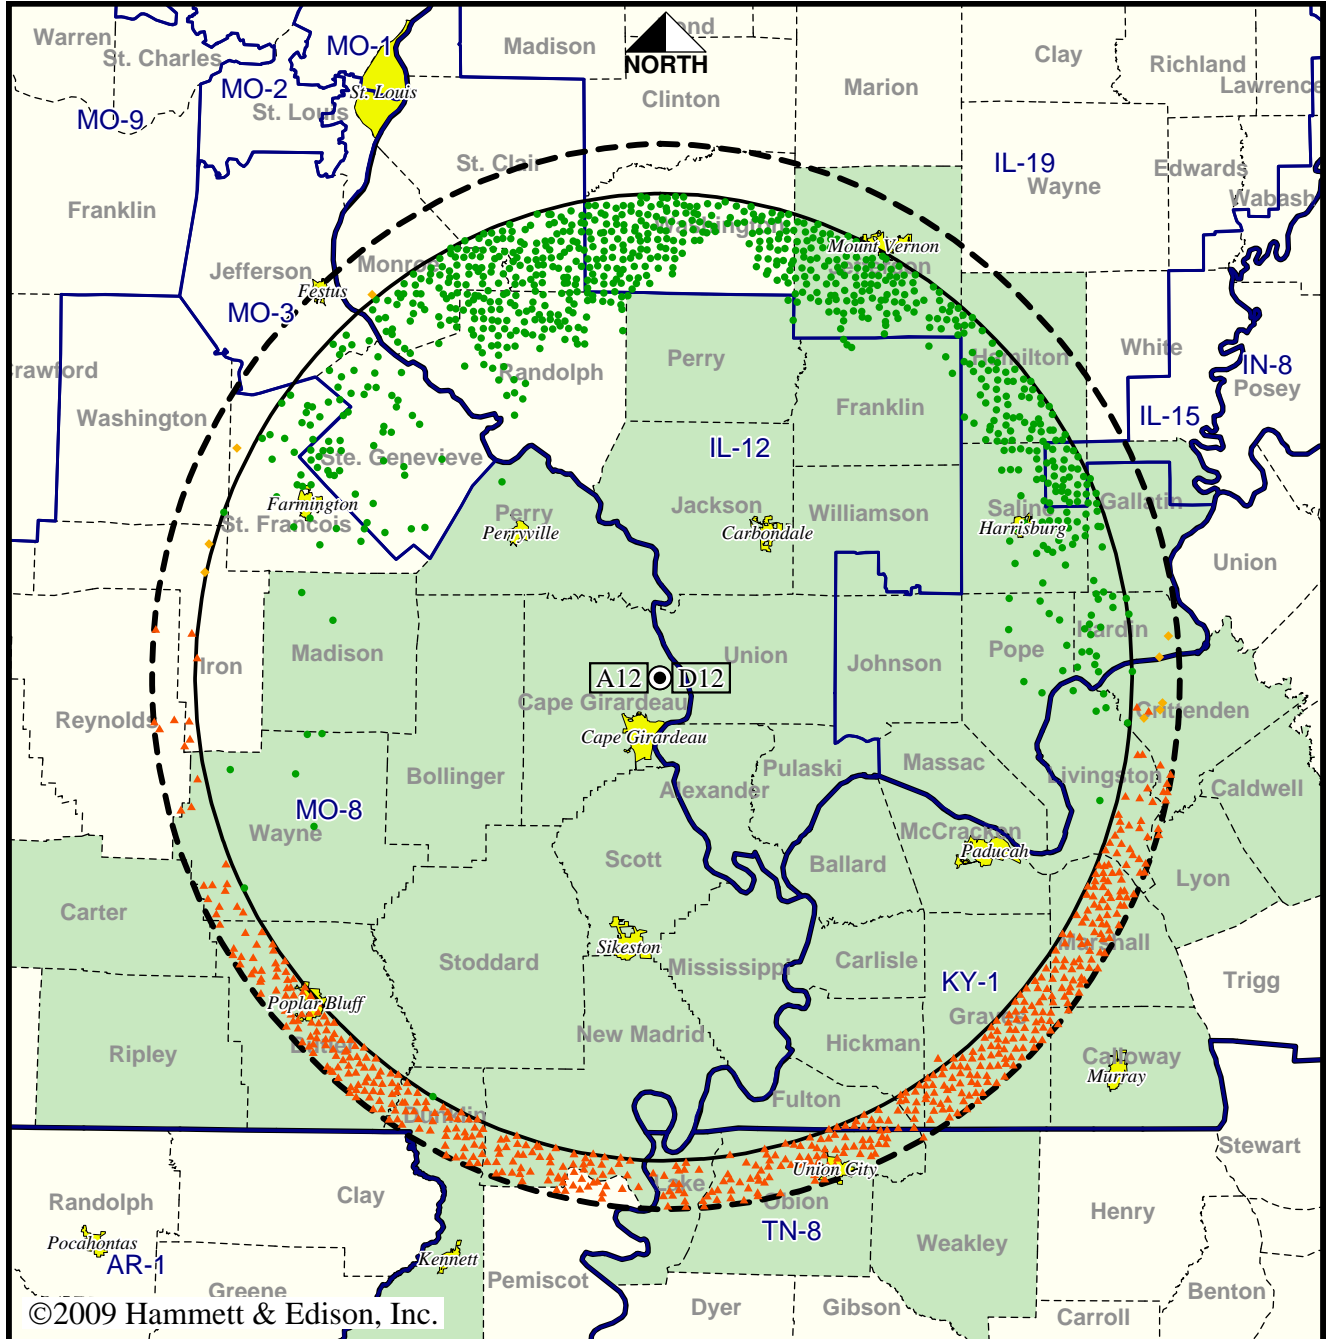 Warren
St. Charles
MO-1
Madison
ond
NORTH
Clay
Richland
Lawrence
MO-2
St. Louis
St. Louis
MO-9
Clinton
Marion
St. Clair
IL-19
Wayne
Edwards
Wabash
Franklin
Washington
Mount Vernon
Jefferson
Jefferson
Monroe
Festus
MO-3
Perry
Hamilton
White
IN-8
Posey
Crawford
Randolph
Washington
Franklin
IL-15
IL-12
Ste. Genevieve
Farmington
St. Francois
Perry
Perryville
Jackson
Carbondale
Williamson
Saline
Harrisburg
Gallatin
Union
Iron
Madison
Union
Johnson
Pope
Hardin
A12
D12
Cape Girardeau
Cape Girardeau
Reynolds
Crittenden
Bollinger
Alexander
Pulaski
Massac
Livingston
Caldwell
MO-8
Wayne
McCracken
Paducah
Scott
Ballard
Lyon
Carter
Sikeston
Stoddard
Mississippi
Carlisle
Marshall
KY-1
Trigg
Poplar Bluff
Butler
Ripley
New Madrid
Hickman
Graves
Calloway
Murray
Fulton
Dunklin
Union City
Stewart
Randolph
Clay
Lake
Obion
TN-8
Henry
Pocahontas
AR-1
Kennett
Pemiscot
Weakley
Greene
Dyer
Gibson
Carroll
Benton
©2009 Hammett & Edison, Inc.